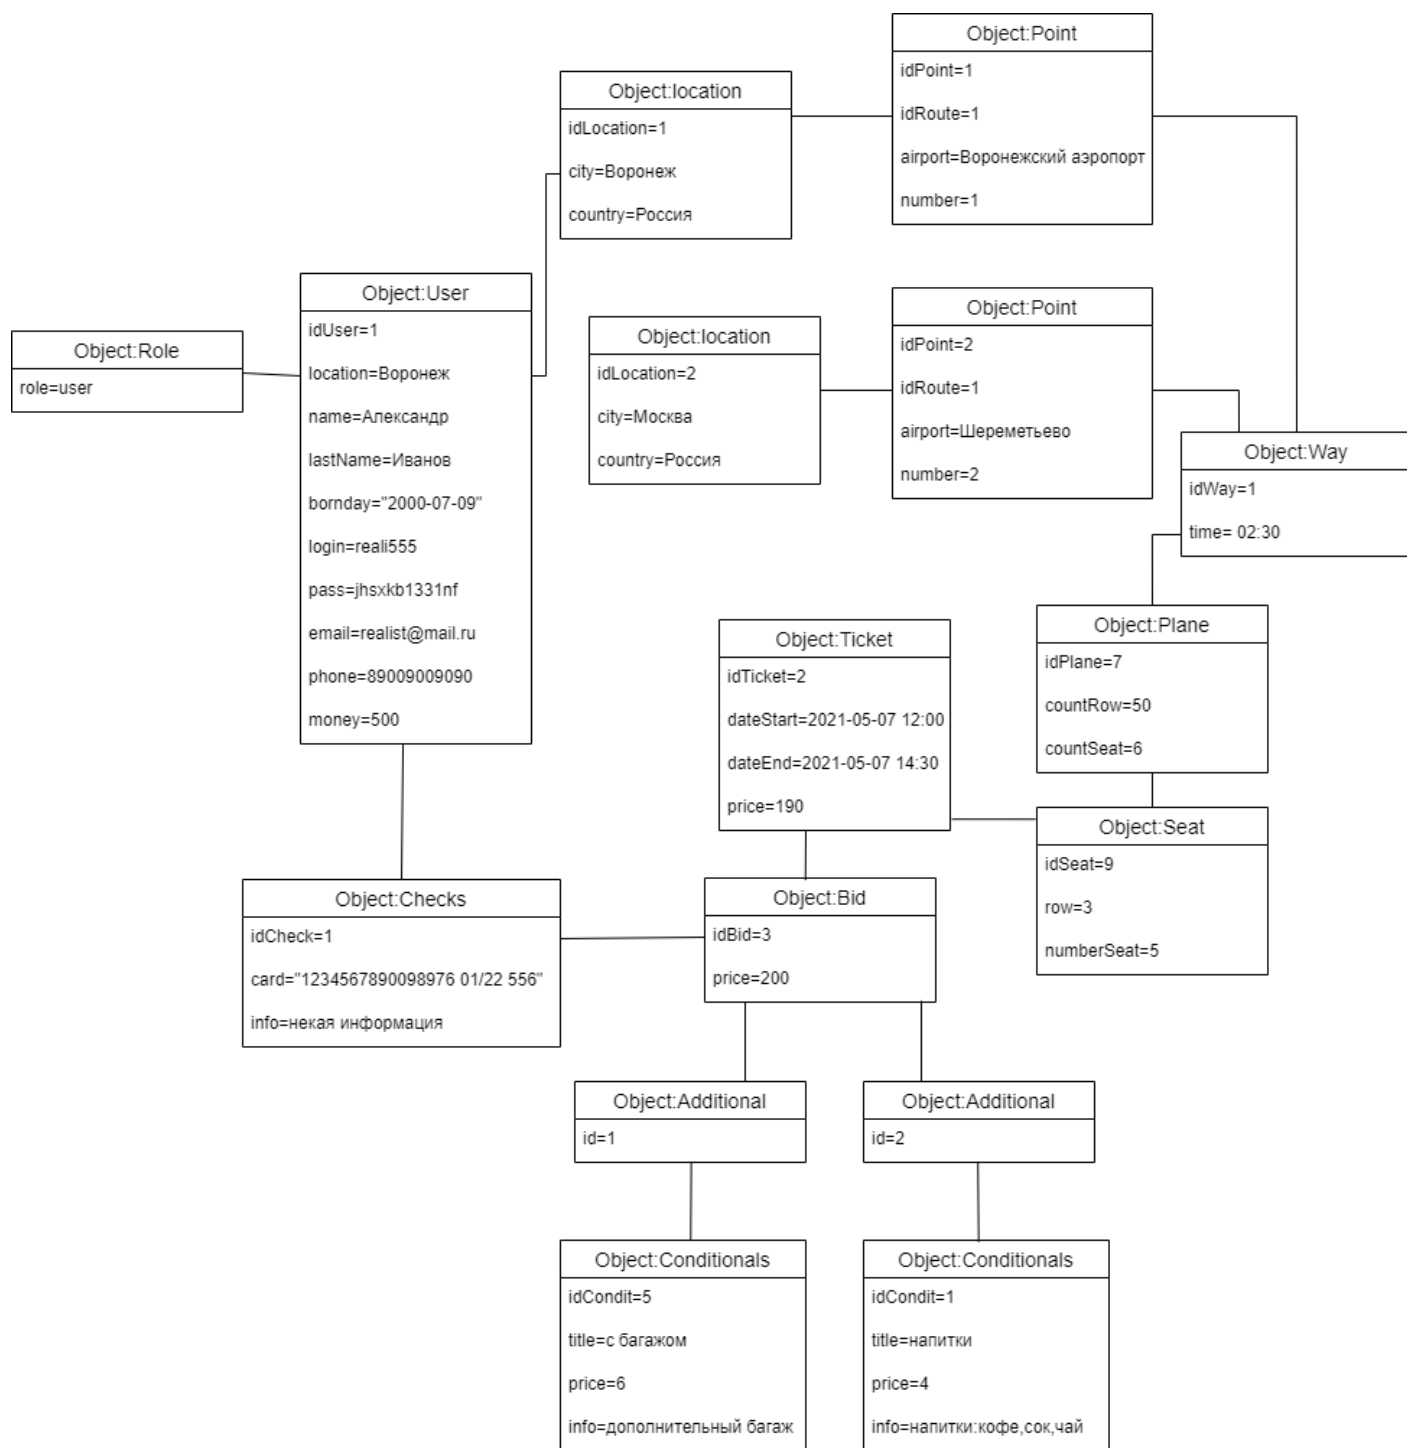 Object:Point
idPoint=1
idRoute=1
airport=Воронежский аэропорт
number=1
Object:location
idLocation=1
city=Воронеж
country=Россия
Object:User
idUser=1
location=Воронеж
name=Александр
lastName=Иванов
bornday="2000-07-09"
login=reali555
pass=jhsxkb1331nf
email=realist@mail.ru
phone=89009009090
money=500
Object:Role
role=user
Object:location
idLocation=2
city=Москва
country=Россия
Object:Point
idPoint=2
idRoute=1
airport=Шереметьево
number=2
Object:Way
idWay=1
time= 02:30
Object:Plane
idPlane=7
countRow=50
countSeat=6
Object:Ticket
idTicket=2
dateStart=2021-05-07 12:00
dateEnd=2021-05-07 14:30
price=190
Object:Seat
idSeat=9
row=3
numberSeat=5
Object:Checks
idCheck=1
card="1234567890098976 01/22 556"
info=некая информация
Object:Bid
idBid=3
price=200
Object:Additional
id=1
Object:Additional
id=2
Object:Conditionals
idCondit=5
title=с багажом
price=6
info=дополнительный багаж
Object:Conditionals
idCondit=1
title=напитки
price=4
info=напитки:кофе,сок,чай